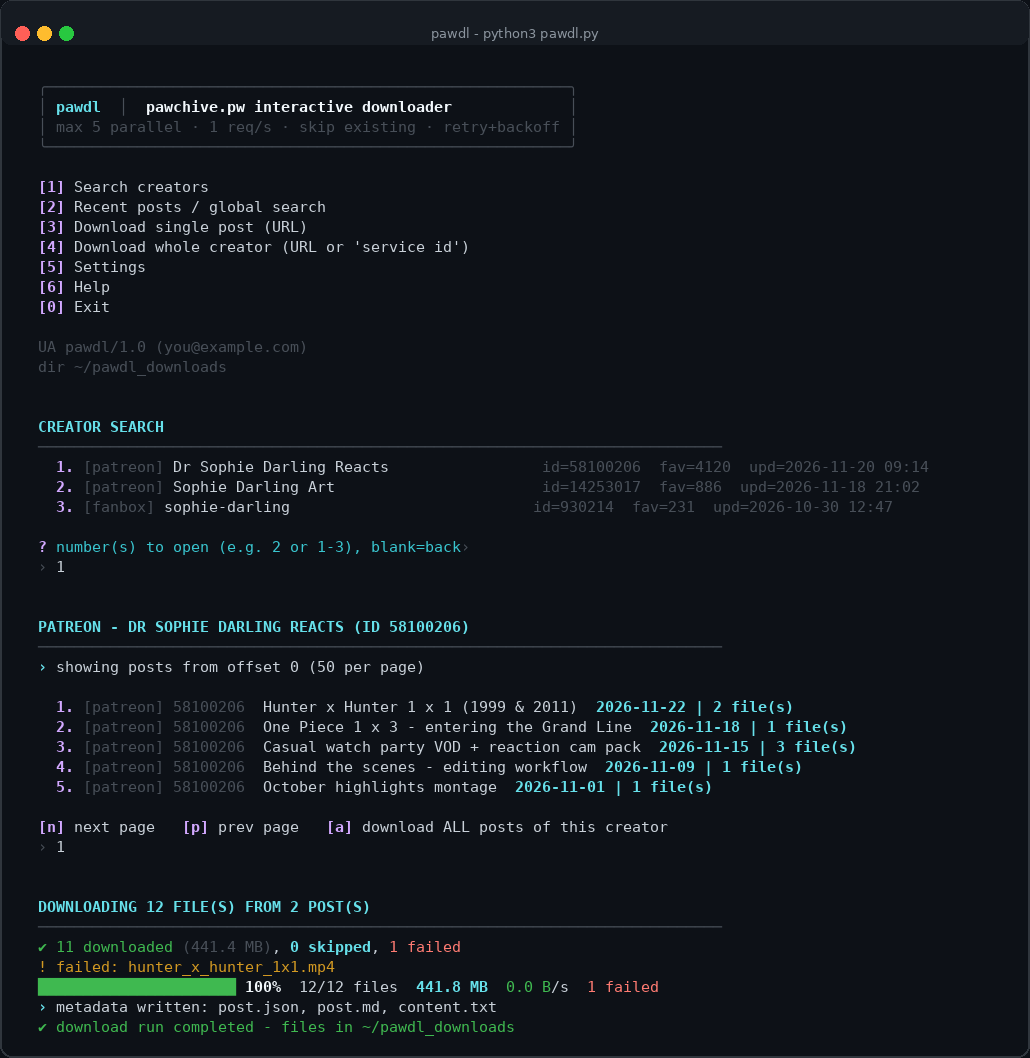 pawdl - python3 pawdl.py
pawdl │ pawchive.pw interactive downloader
max 5 parallel · 1 req/s · skip existing · retry+backoff
[1] Search creators
[2] Recent posts / global search
[3] Download single post (URL)
[4] Download whole creator (URL or 'service id')
[5] Settings
[6] Help
[0] Exit
UA pawdl/1.0 (you@example.com)
dir ~/pawdl_downloads
CREATOR SEARCH
1. [patreon] Dr Sophie Darling Reacts id=58100206 fav=4120 upd=2026-11-20 09:14
2. [patreon] Sophie Darling Art id=14253017 fav=886 upd=2026-11-18 21:02
3. [fanbox] sophie-darling id=930214 fav=231 upd=2026-10-30 12:47
? number(s) to open (e.g. 2 or 1-3), blank=back›
› 1
PATREON - DR SOPHIE DARLING REACTS (ID 58100206)
› showing posts from offset 0 (50 per page)
1. [patreon] 58100206 Hunter x Hunter 1 x 1 (1999 & 2011) 2026-11-22 | 2 file(s)
2. [patreon] 58100206 One Piece 1 x 3 - entering the Grand Line 2026-11-18 | 1 file(s)
3. [patreon] 58100206 Casual watch party VOD + reaction cam pack 2026-11-15 | 3 file(s)
4. [patreon] 58100206 Behind the scenes - editing workflow 2026-11-09 | 1 file(s)
5. [patreon] 58100206 October highlights montage 2026-11-01 | 1 file(s)
[n] next page [p] prev page [a] download ALL posts of this creator
› 1
DOWNLOADING 12 FILE(S) FROM 2 POST(S)
✔ 11 downloaded (441.4 MB), 0 skipped, 1 failed
! failed: hunter_x_hunter_1x1.mp4
100% 12/12 files 441.8 MB 0.0 B/s 1 failed
› metadata written: post.json, post.md, content.txt
✔ download run completed - files in ~/pawdl_downloads